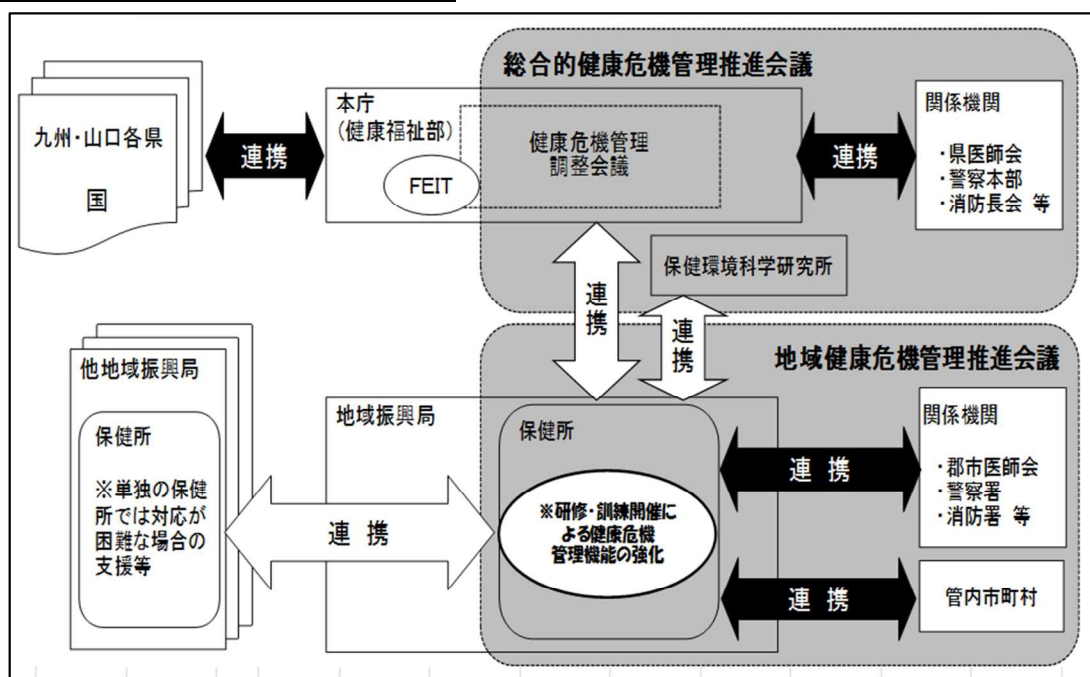 総合的健康危機管理推進会議
九州・山口各県
国
連携
本庁
(健康福祉部)
FEIT
健康危機管理
調整会議
連携
関係機関
・県医師会
・警察本部
・消防長会 等
保健環境科学研究所
連携
連携
地域健康危機管理推進会議
他地域振興局
保健所
※単独の保健
所では対応が
困難な場合の
支援等
連 携
地域振興局
保健所
※研修・訓練開催に
よる健康危機
管理機能の強化
連 携
関係機関
・郡市医師会
・警察署
・消防署 等
連 携
管内市町村